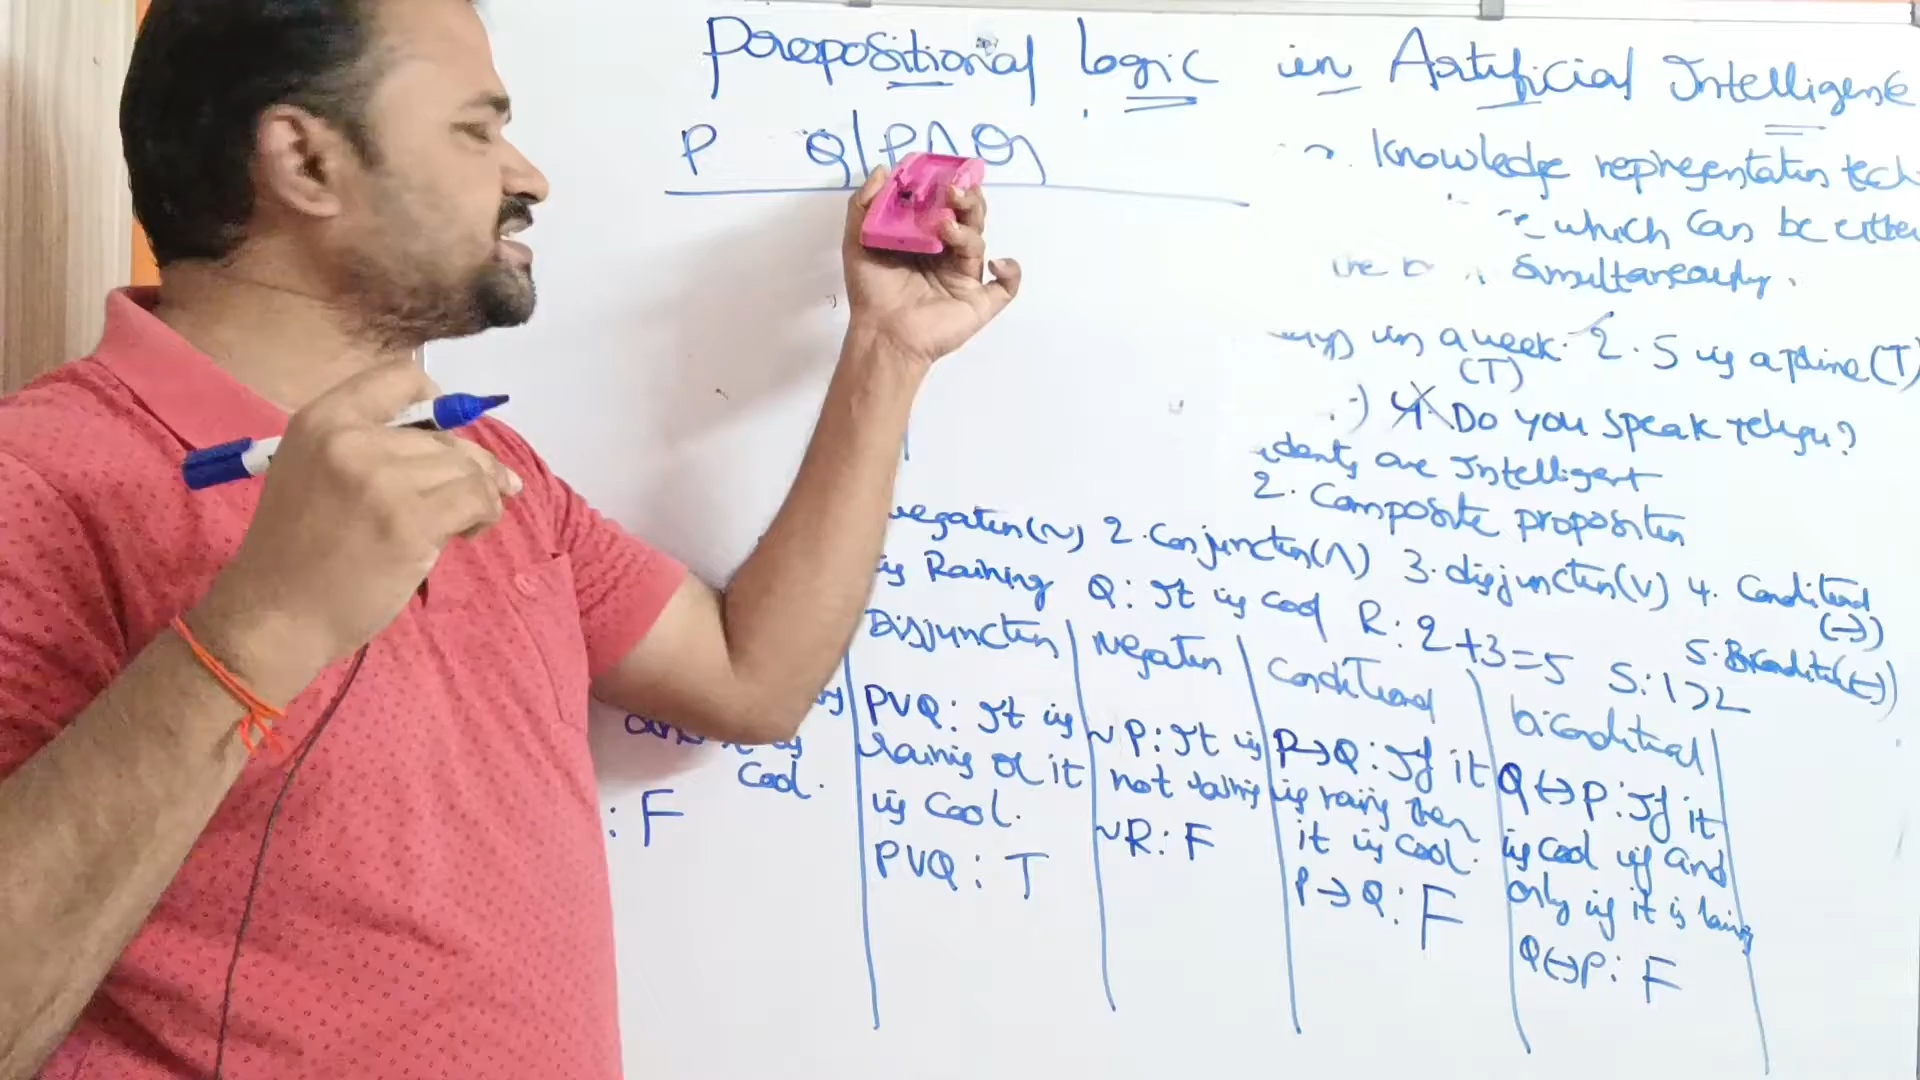 Propositional logic in Artificial Intelligence
P Q P∧Q
Knowledge representation tech
which can be either
simultaneously.
in a week. 2. 5 is a prime (T)
(T)
4. Do you speak Telugu?
are Intelligent
2. Composite proposition
negation(~) 2. Conjunction(∧) 3. disjunction(∨) 4. Conditional
(→)
is Raining Q: It is cool R: 2+3=5 S: 1>2
Disjunction Negation Conditional biconditional
P∨Q: It is
raining or it
is cool.
P∨Q: T
~P: It is
not raining
~R: F
P→Q: If it
is raining then
it is cool.
P→Q: F
Q↔P: If it
is cool if and
only if it is raining
Q↔P: F
cool.
: F